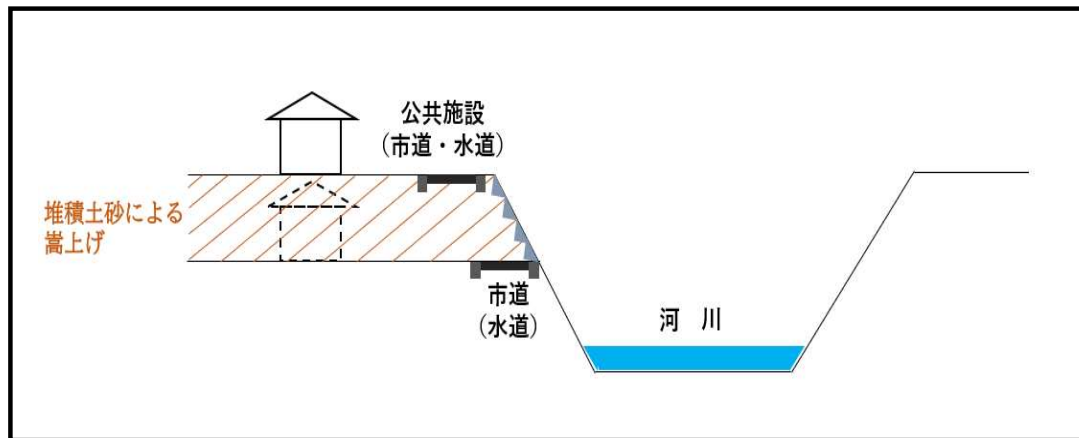 公共施設
（市道・水道）
堆積土砂による
嵩上げ
市道
（水道）
河　川